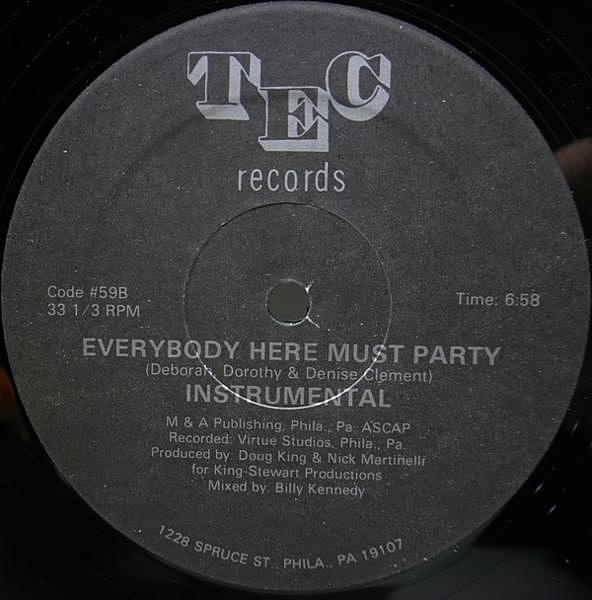 TEC
records
Code #59B
33 1/3 RPM
Time: 6:58
EVERYBODY HERE MUST PARTY
(Deborah, Dorothy & Denise Clement)
INSTRUMENTAL
M & A Publishing, Phila., Pa. ASCAP
Recorded: Virtue Studios, Phila., Pa.
Produced by: Doug King & Nick Martinelli
for King-Stewart Productions
Mixed by: Billy Kennedy
1228 SPRUCE ST., PHILA., PA 19107